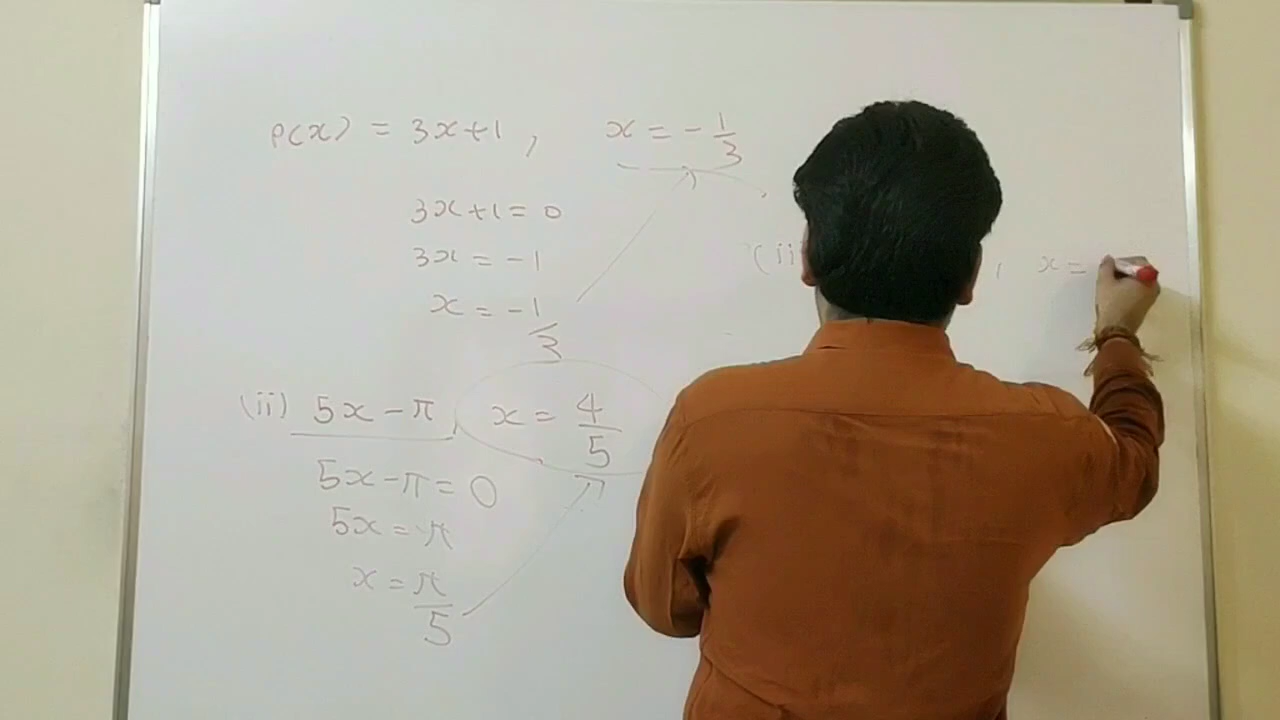 P(x) = 3x+1 , x = -1/3
3x+1 = 0
3x = -1
x = -1/3
(ii) 5x-π , x = 4/5
5x-π = 0
5x = π
x = π/5
(ii
, x =